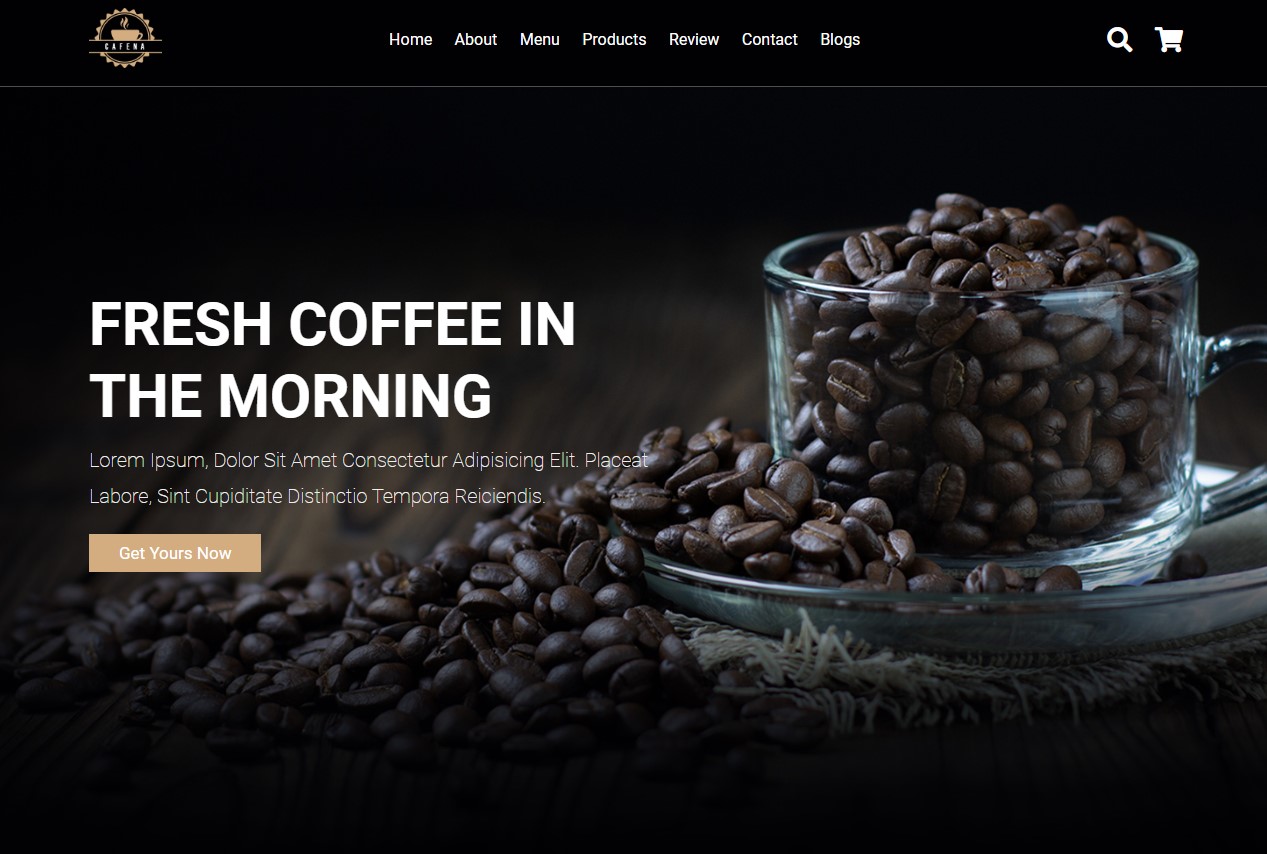 CAFENA
Home About Menu Products Review Contact Blogs
FRESH COFFEE IN
THE MORNING
Lorem Ipsum, Dolor Sit Amet Consectetur Adipisicing Elit. Placeat
Labore, Sint Cupiditate Distinctio Tempora Reiciendis.
Get Yours Now